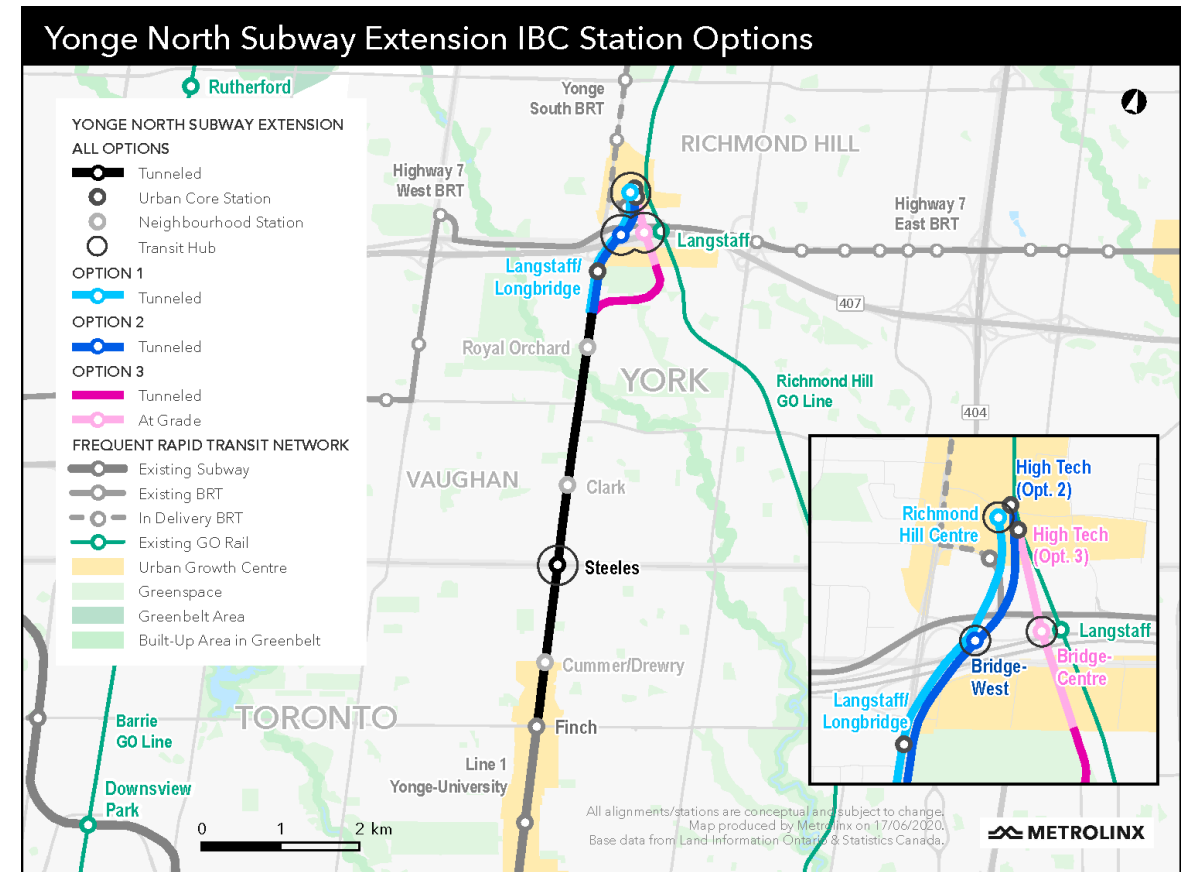 Yonge North Subway Extension IBC Station Options
Rutherford
YONGE NORTH SUBWAY EXTENSION
ALL OPTIONS
Tunneled
Urban Core Station
Neighbourhood Station
Transit Hub
OPTION 1
Tunneled
OPTION 2
Tunneled
OPTION 3
Tunneled
At Grade
FREQUENT RAPID TRANSIT NETWORK
Existing Subway
Existing BRT
In Delivery BRT
Existing GO Rail
Urban Growth Centre
Greenspace
Greenbelt Area
Built-Up Area in Greenbelt
Yonge
South BRT
RICHMOND HILL
Highway 7
West BRT
Highway 7
East BRT
Langstaff
Langstaff/
Longbridge
407
Royal Orchard
YORK
Richmond Hill
GO Line
404
VAUGHAN
Clark
Steeles
Cummer/Drewry
TORONTO
Finch
Barrie
GO Line
Line 1
Yonge-University
Downsview
Park
0 1 2 km
High Tech
(Opt. 2)
Richmond
Hill Centre
High Tech
(Opt. 3)
Langstaff
Bridge-
Centre
Bridge-
West
Langstaff/
Longbridge
All alignments/stations are conceptual and subject to change.
Map produced by Metrolinx on 17/06/2020.
Base data from Land Information Ontario & Statistics Canada.
METROLINX